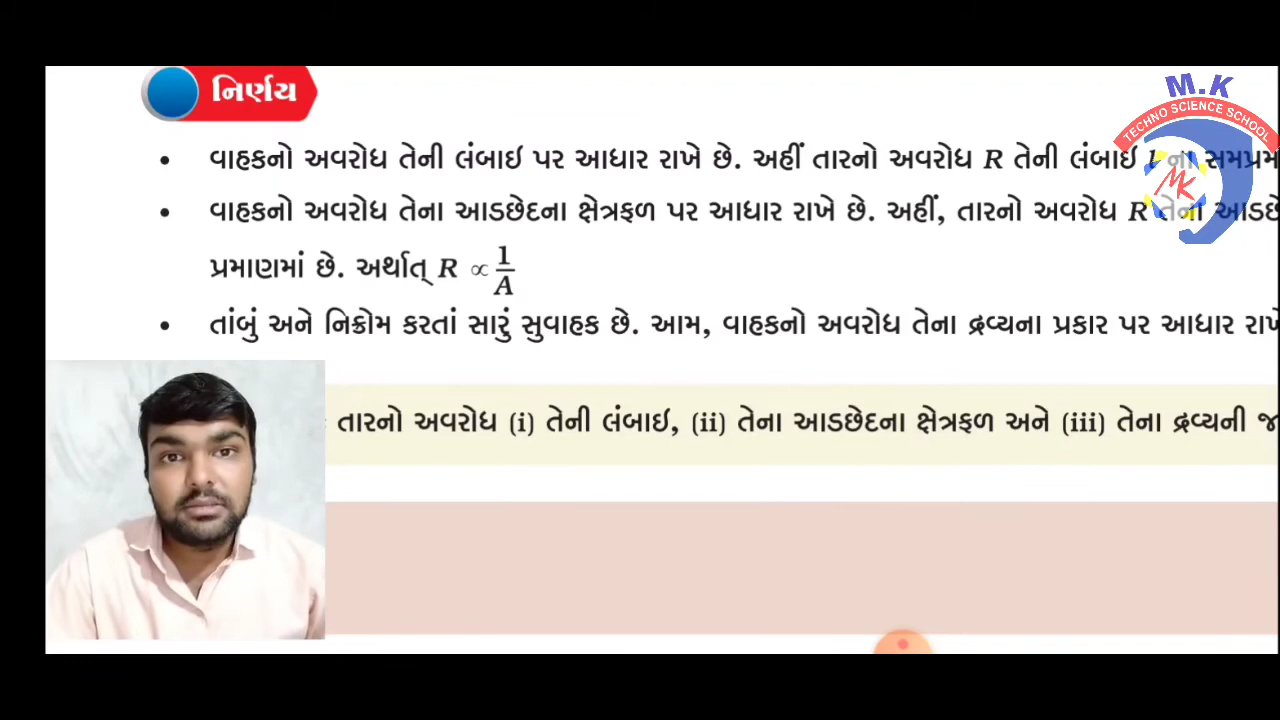 નિર્ણય
M.K
TECHNO SCIENCE SCHOOL
MK
• વાહકનો અવરોધ તેની લંબાઇ પર આધાર રાખે છે. અહીં તારનો અવરોધ R તેની લંબાઈ ના
• વાહકનો અવરોધ તેના આડછેદના ક્ષેત્રફળ પર આધાર રાખે છે. અહીં, તારનો અવરોધ R તેના
પ્રમાણમાં છે. અર્થાત્ R ∝ 1/A
• તાંબું અને નિક્રોમ કરતાં સારું સુવાહક છે. આમ, વાહકનો અવરોધ તેના દ્રવ્યના પ્રકાર પર આધાર રાખે
તારનો અવરોધ (i) તેની લંબાઇ, (ii) તેના આડછેદના ક્ષેત્રફળ અને (iii) તેના દ્રવ્યની